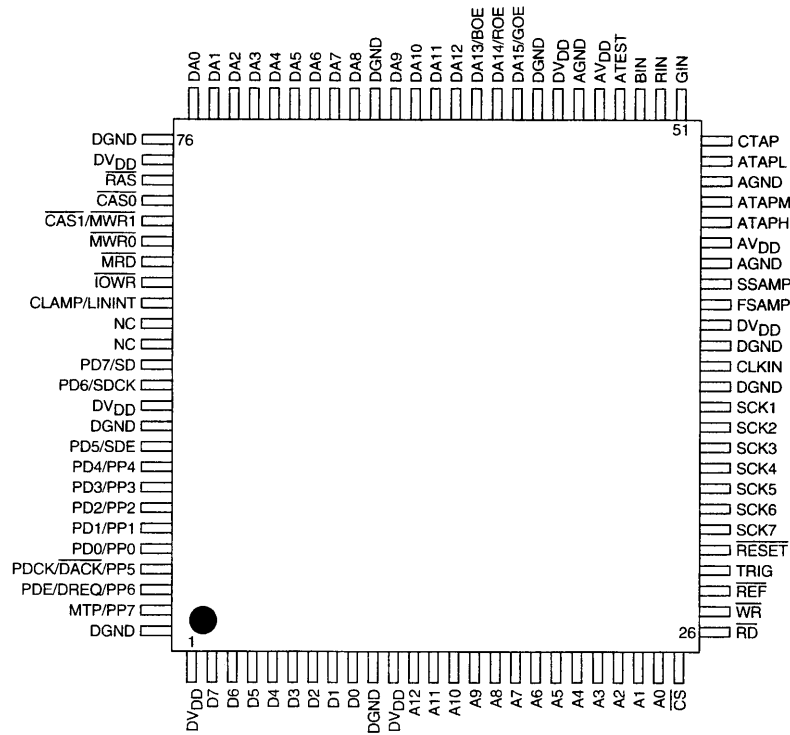 DA0
DA1
DA2
DA3
DA4
DA5
DA6
DA7
DA8
DGND
DA9
DA10
DA11
DA12
DA13/BOE
DA14/ROE
DA15/GOE
DGND
DVDD
AGND
AVDD
ATEST
BIN
RIN
GIN
76
51
DGND
DVDD
RAS
CAS0
CAS1/MWR1
MWR0
MRD
IOWR
CLAMP/LININT
NC
NC
PD7/SD
PD6/SDCK
DVDD
DGND
PD5/SDE
PD4/PP4
PD3/PP3
PD2/PP2
PD1/PP1
PD0/PP0
PDCK/DACK/PP5
PDE/DREQ/PP6
MTP/PP7
DGND
CTAP
ATAPL
AGND
ATAPM
ATAPH
AVDD
AGND
SSAMP
FSAMP
DVDD
DGND
CLKIN
DGND
SCK1
SCK2
SCK3
SCK4
SCK5
SCK6
SCK7
RESET
TRIG
REF
WR
RD
1
26
DVDD
D7
D6
D5
D4
D3
D2
D1
D0
DGND
DVDD
A12
A11
A10
A9
A8
A7
A6
A5
A4
A3
A2
A1
A0
CS